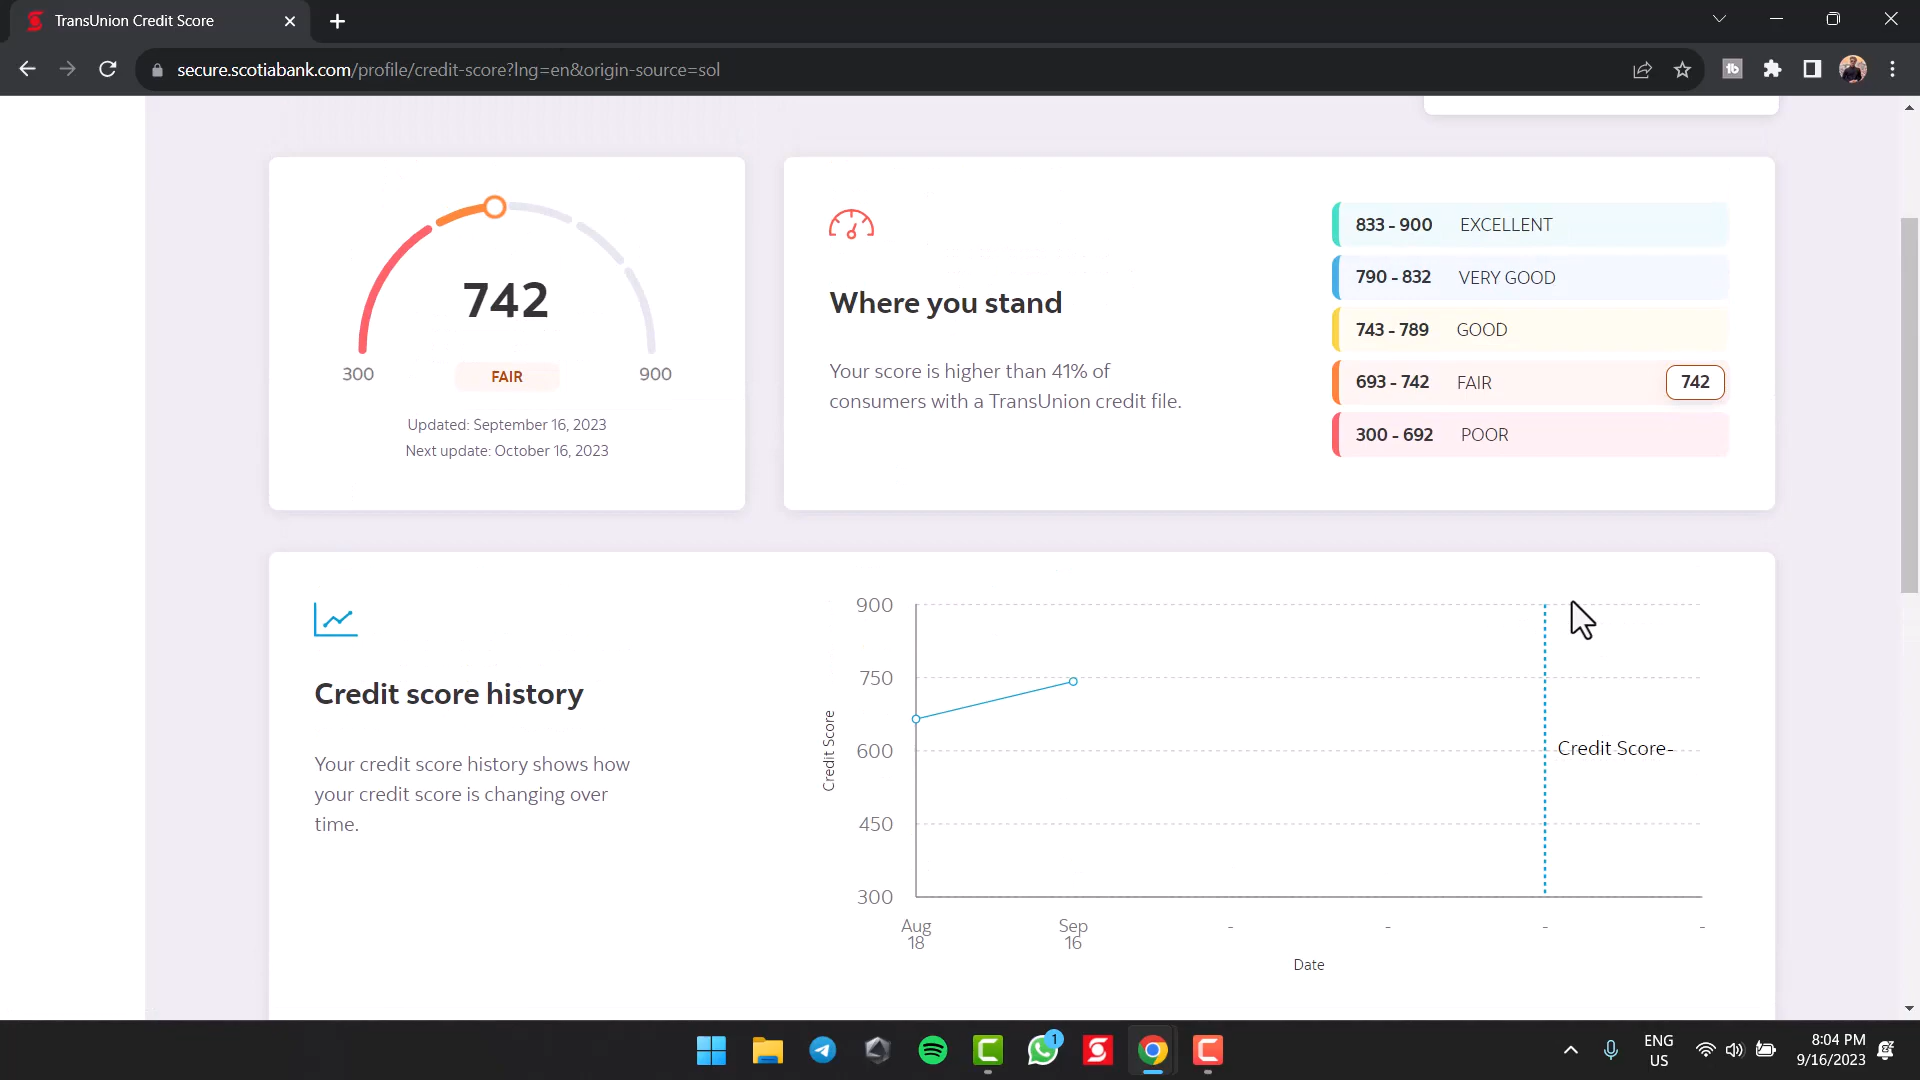 TransUnion Credit Score
secure.scotiabank.com/profile/credit-score?lng=en&origin-source=sol
742
300
900
FAIR
Updated: September 16, 2023
Next update: October 16, 2023
Where you stand
Your score is higher than 41% of
consumers with a TransUnion credit file.
833 - 900 EXCELLENT
790 - 832 VERY GOOD
743 - 789 GOOD
693 - 742 FAIR 742
300 - 692 POOR
Credit score history
Your credit score history shows how
your credit score is changing over
time.
Credit Score
900
750
600
450
300
Credit Score-
Aug
18
Sep
16
-
-
-
-
Date
1
ENG
US
8:04 PM
9/16/2023